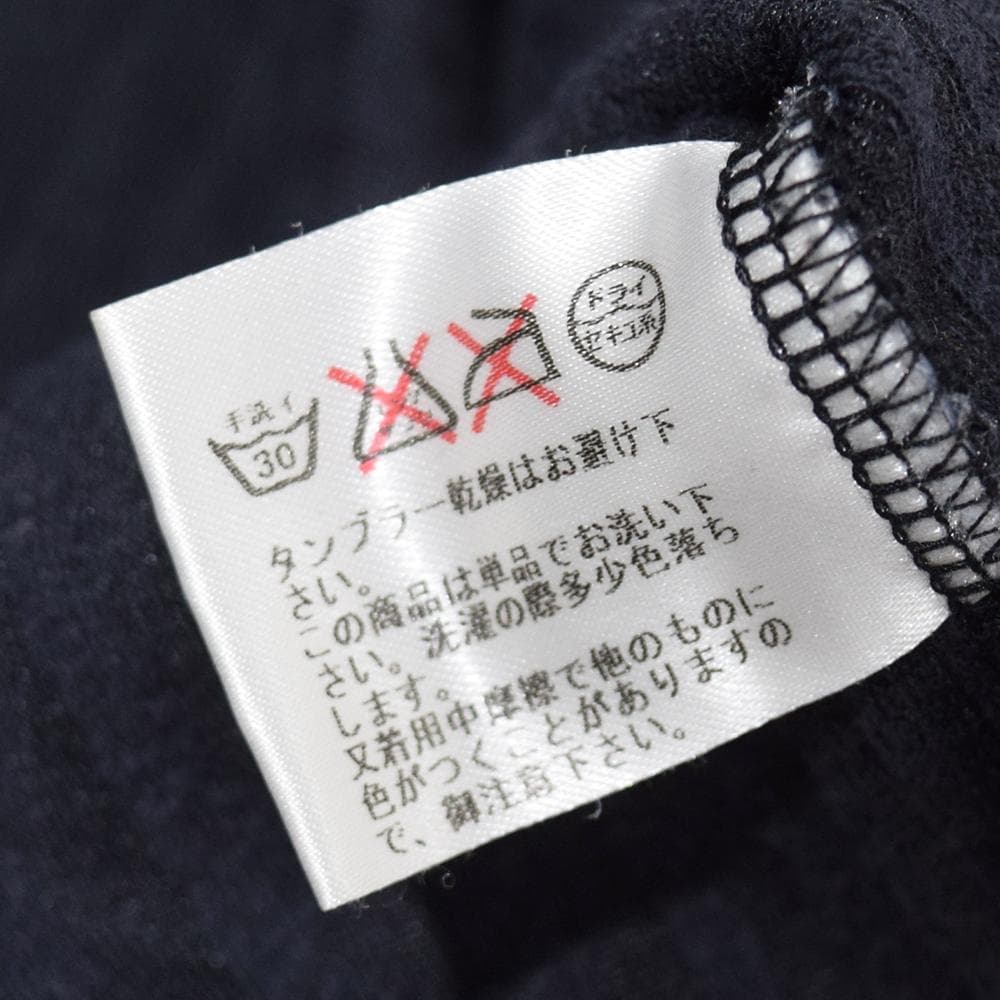 手洗イ
30
ドライ
セキユ系
タンブラー乾燥はお避け下
さい。
この商品は単品でお洗い下
さい。 洗濯の際多少色落ち
します。
又着用中摩擦で他のものに
色がつくことがありますの
で、御注意下さい。